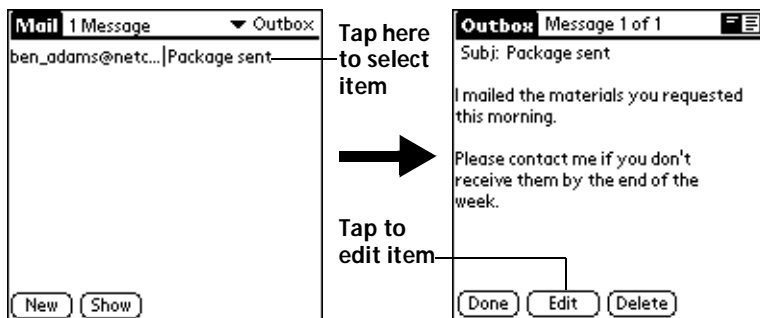 Mail 1 Message Outbox
ben_adams@netc...|Package sent
New Show
Tap here
to select
item
Tap to
edit item
Outbox Message 1 of 1
Subj: Package sent
I mailed the materials you requested
this morning.
Please contact me if you don't
receive them by the end of the
week.
Done Edit Delete